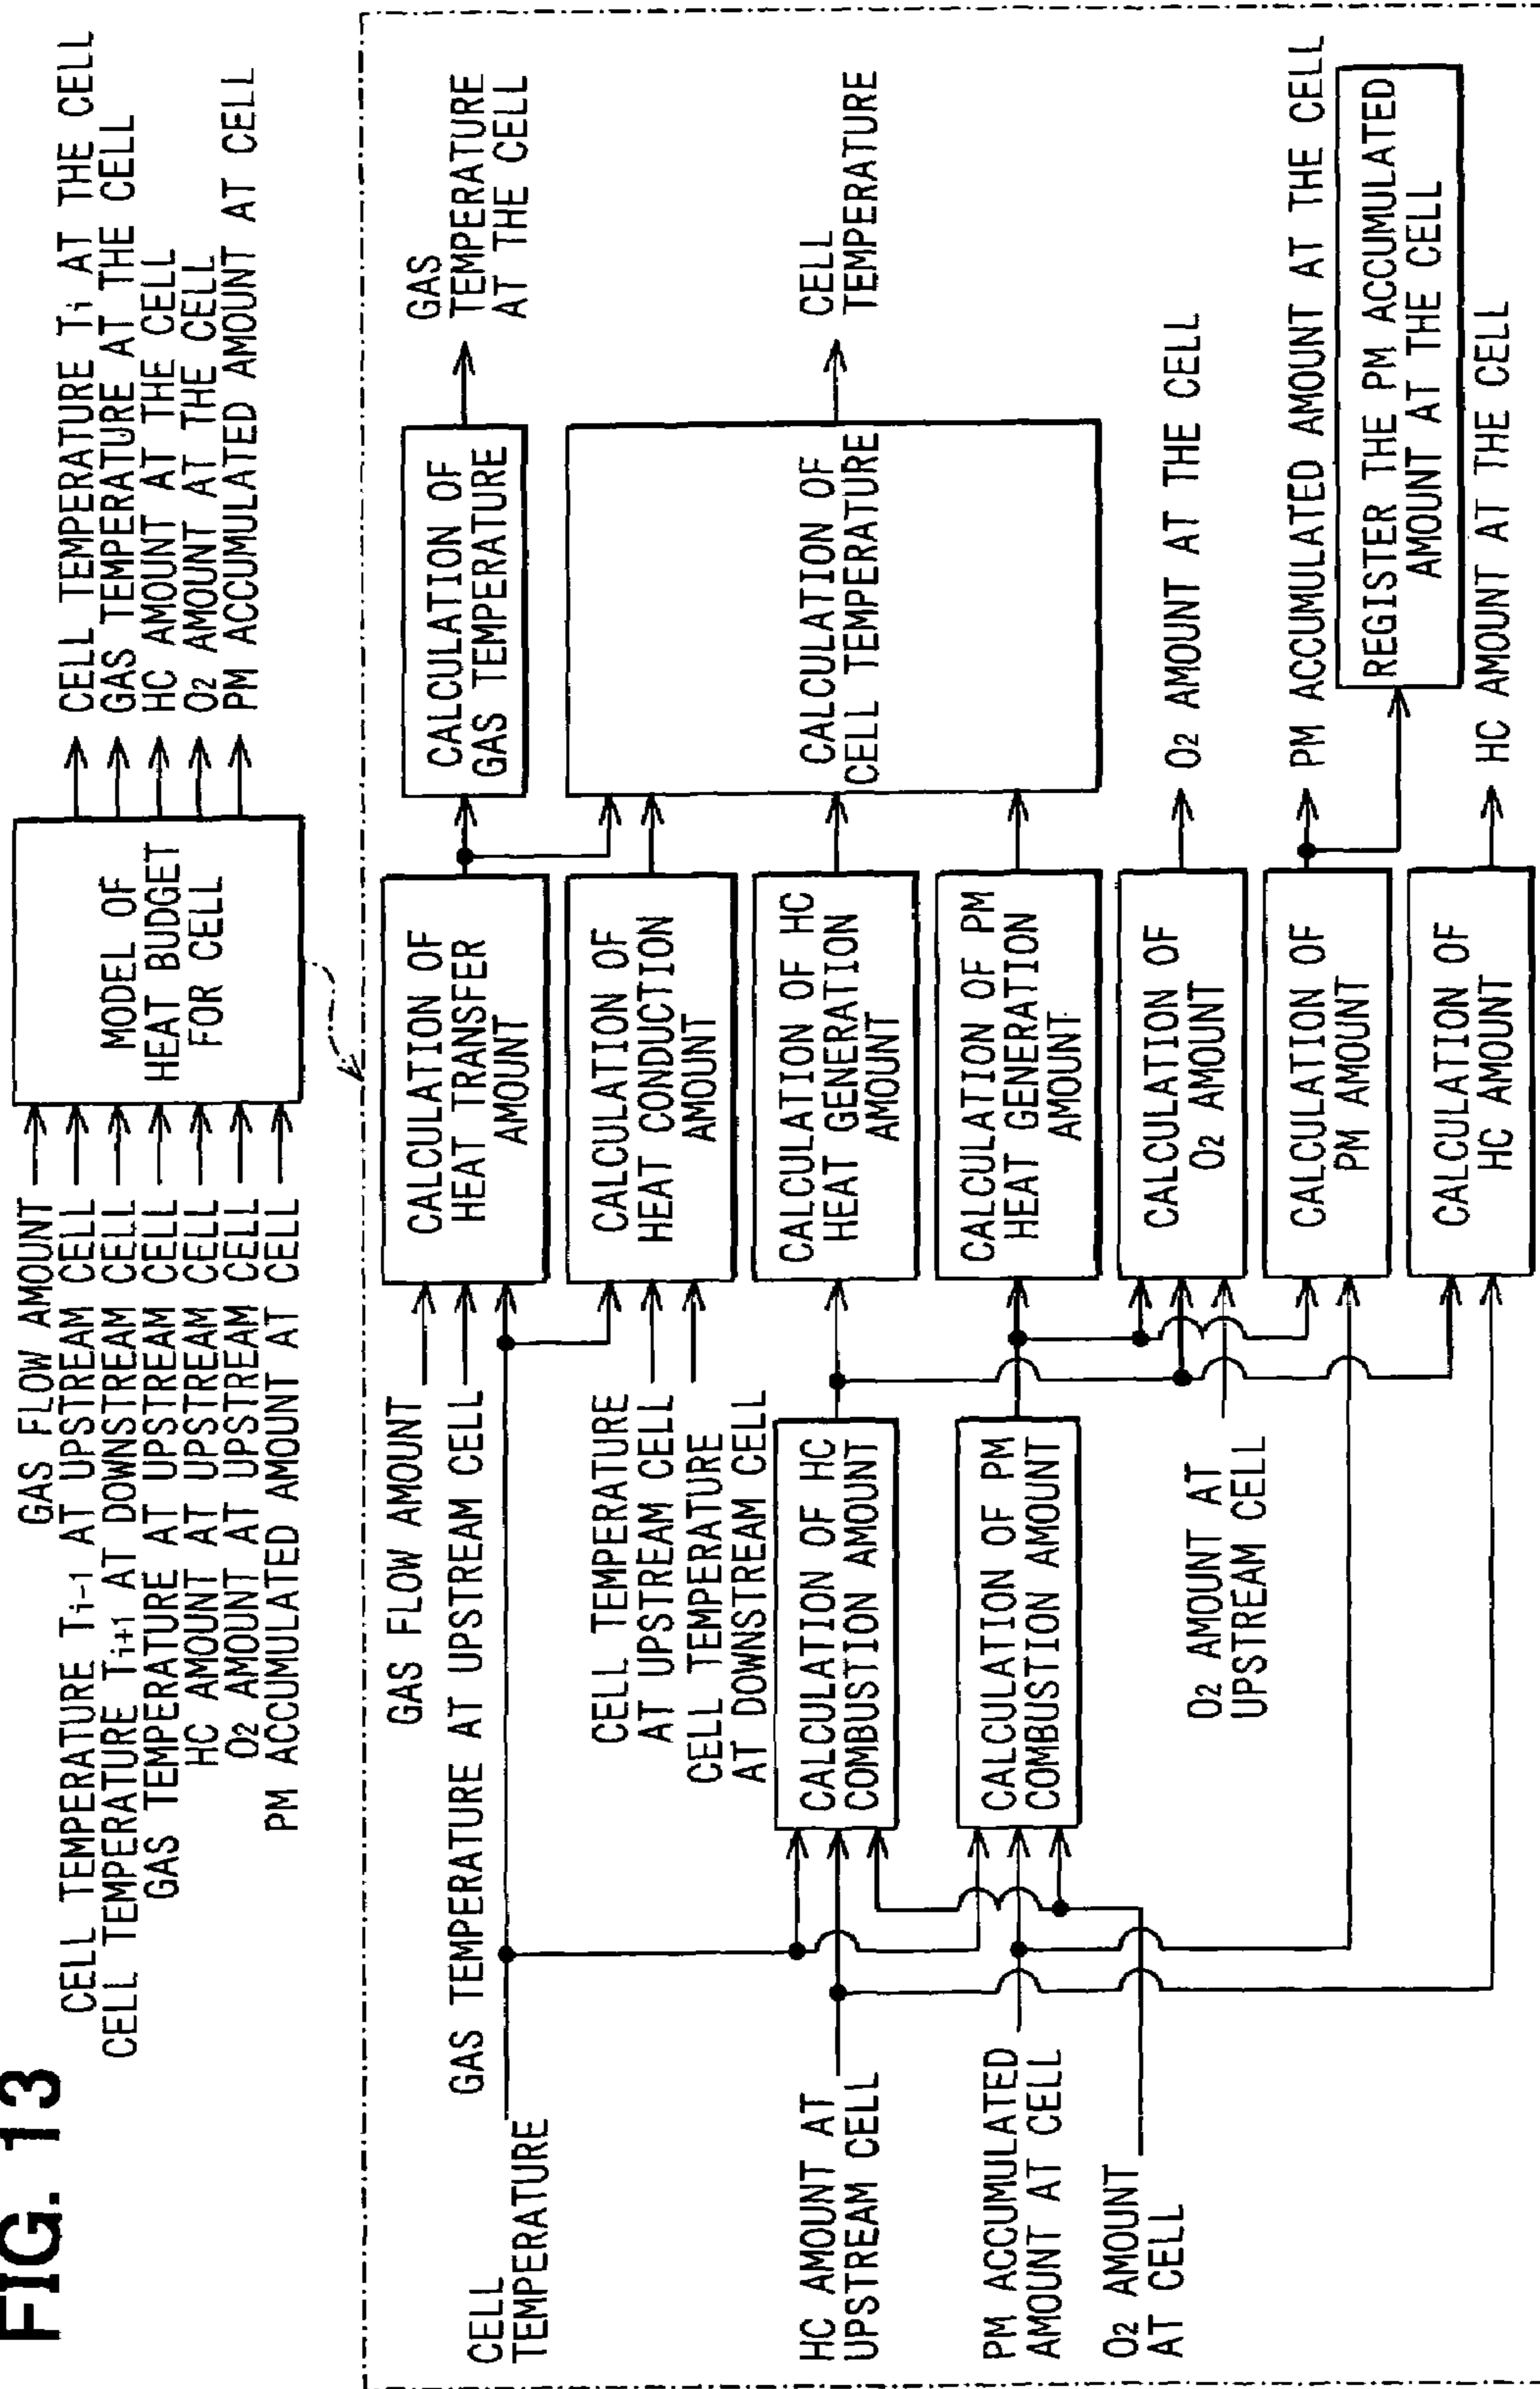 FIG. 13
GAS FLOW AMOUNT
CELL TEMPERATURE Ti-1 AT UPSTREAM CELL
CELL TEMPERATURE Ti+1 AT DOWNSTREAM CELL
GAS TEMPERATURE AT UPSTREAM CELL
HC AMOUNT AT UPSTREAM CELL
O2 AMOUNT AT UPSTREAM CELL
PM ACCUMULATED AMOUNT AT CELL
MODEL OF
HEAT BUDGET
FOR CELL
CELL TEMPERATURE Ti AT THE CELL
GAS TEMPERATURE AT THE CELL
HC AMOUNT AT THE CELL
O2 AMOUNT AT THE CELL
PM ACCUMULATED AMOUNT AT CELL
GAS FLOW AMOUNT
GAS TEMPERATURE AT UPSTREAM CELL
CELL
TEMPERATURE
CELL TEMPERATURE
AT UPSTREAM CELL
CELL TEMPERATURE
AT DOWNSTREAM CELL
HC AMOUNT AT
UPSTREAM CELL
PM ACCUMULATED
AMOUNT AT CELL
O2 AMOUNT
AT CELL
CALCULATION OF HC
COMBUSTION AMOUNT
CALCULATION OF PM
COMBUSTION AMOUNT
O2 AMOUNT AT
UPSTREAM CELL
CALCULATION OF
HEAT TRANSFER
AMOUNT
CALCULATION OF
HEAT CONDUCTION
AMOUNT
CALCULATION OF HC
HEAT GENERATION
AMOUNT
CALCULATION OF PM
HEAT GENERATION
AMOUNT
CALCULATION OF
O2 AMOUNT
CALCULATION OF
PM AMOUNT
CALCULATION OF
HC AMOUNT
CALCULATION OF
GAS TEMPERATURE
CALCULATION OF
CELL TEMPERATURE
GAS
TEMPERATURE
AT THE CELL
CELL
TEMPERATURE
O2 AMOUNT AT THE CELL
PM ACCUMULATED AMOUNT AT THE CELL
REGISTER THE PM ACCUMULATED
AMOUNT AT THE CELL
HC AMOUNT AT THE CELL